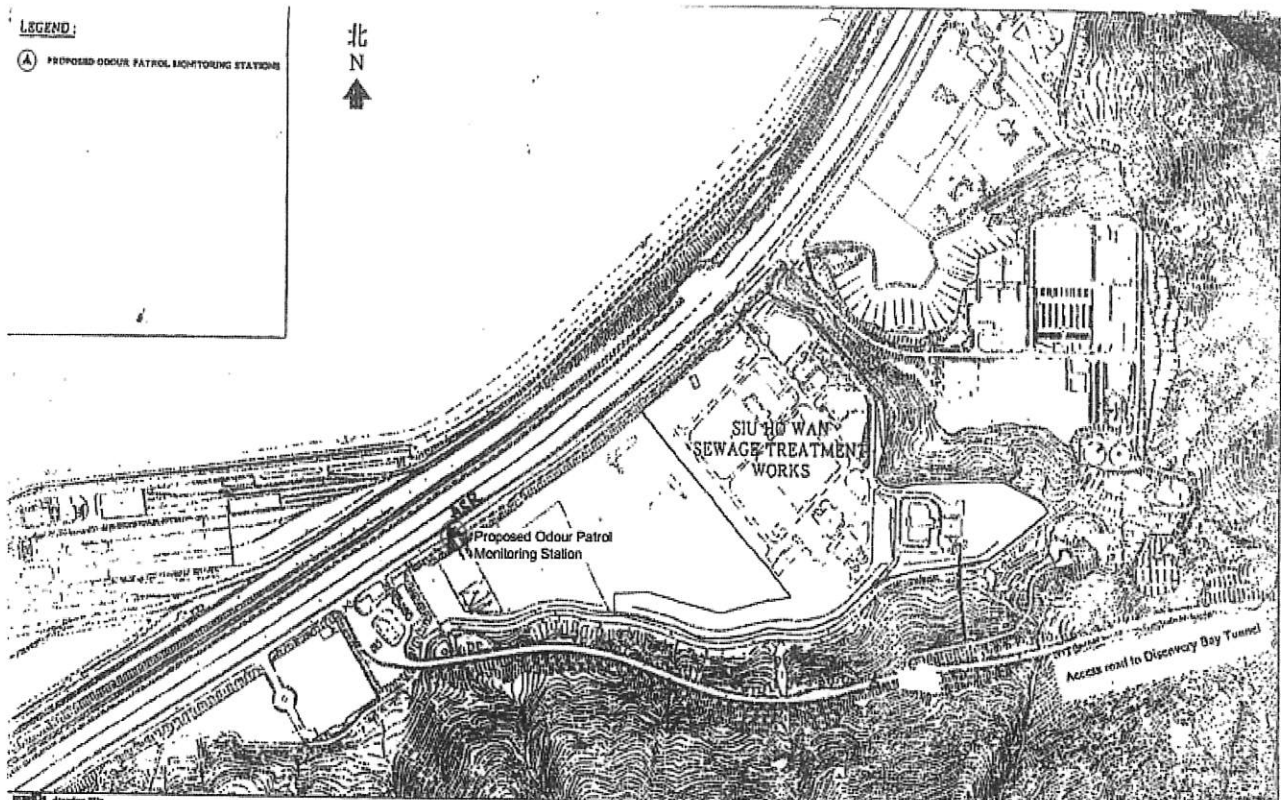 LEGEND:
PROPOSED ODOUR PATROL MONITORING STATIONS
北
N
SIU HO WAN
SEWAGE TREATMENT
WORKS
Proposed Odour Patrol
Monitoring Station
Access road to Discovery Bay Tunnel